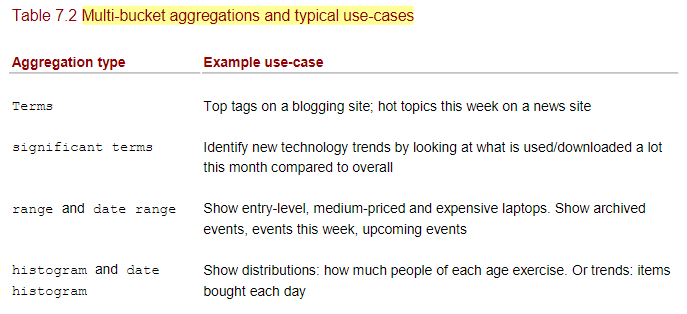 Table 7.2 Multi-bucket aggregations and typical use-cases
Aggregation type Example use-case
Terms Top tags on a blogging site; hot topics this week on a news site
significant terms Identify new technology trends by looking at what is used/downloaded a lot
this month compared to overall
range and date range Show entry-level, medium-priced and expensive laptops. Show archived
events, events this week, upcoming events
histogram and date Show distributions: how much people of each age exercise. Or trends: items
histogram bought each day